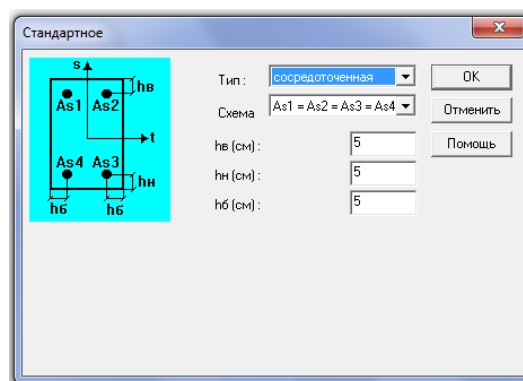 Стандартное
s
hв
As1 As2
t
As4 As3
hн
hб hб
Тип : сосредоточенная
Схема As1 = As2 = As3 = As4
hв (см) : 5
hн (см) : 5
hб (см) : 5
OK
Отменить
Помощь